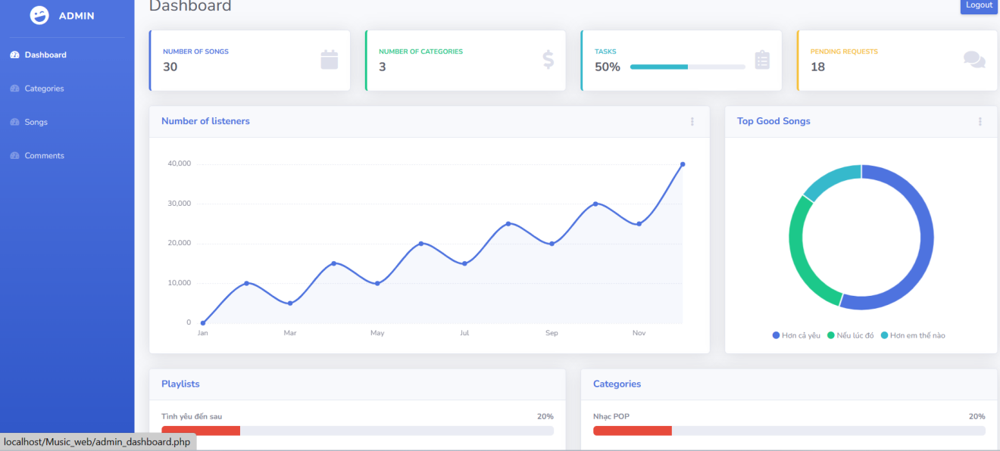 Dashboard
Logout
ADMIN
Dashboard
Categories
Songs
Comments
NUMBER OF SONGS
30
NUMBER OF CATEGORIES
3
TASKS
50%
PENDING REQUESTS
18
Number of listeners
40,000
30,000
20,000
10,000
0
Jan Mar May Jul Sep Nov
Top Good Songs
Hơn cả yêu Nếu lúc đó Hơn em thế nào
Playlists
Tình yêu đến sau 20%
Categories
Nhạc POP 20%
localhost/Music_web/admin_dashboard.php